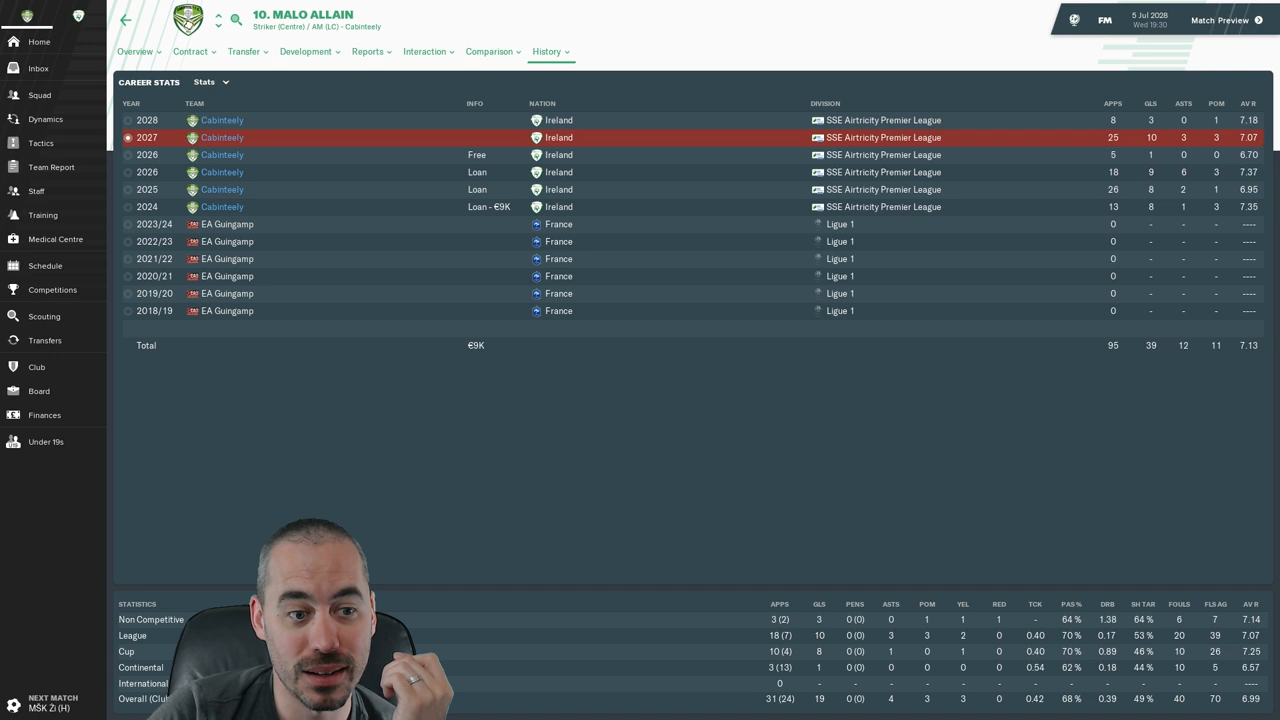 10. MALO ALLAIN
Striker (Centre) / AM (LC) - Cabinteely
FM
5 Jul 2028
Wed 19:30
Match Preview
Overview
Contract
Transfer
Development
Reports
Interaction
Comparison
History
Home
Inbox
Squad
Dynamics
Tactics
Team Report
Staff
Training
Medical Centre
Schedule
Competitions
Scouting
Transfers
Club
Board
Finances
Under 19s
NEXT MATCH
MŠK ŽI (H)
CAREER STATS Stats
YEAR TEAM INFO NATION DIVISION APPS GLS ASTS POM AV R
2028 Cabinteely Ireland SSE Airtricity Premier League 8 3 0 1 7.18
2027 Cabinteely Ireland SSE Airtricity Premier League 25 10 3 3 7.07
2026 Cabinteely Free Ireland SSE Airtricity Premier League 5 1 0 0 6.70
2026 Cabinteely Loan Ireland SSE Airtricity Premier League 18 9 6 3 7.37
2025 Cabinteely Loan Ireland SSE Airtricity Premier League 26 8 2 1 6.95
2024 Cabinteely Loan - €9K Ireland SSE Airtricity Premier League 13 8 1 3 7.35
2023/24 EA Guingamp France Ligue 1 0 - - - ----
2022/23 EA Guingamp France Ligue 1 0 - - - ----
2021/22 EA Guingamp France Ligue 1 0 - - - ----
2020/21 EA Guingamp France Ligue 1 0 - - - ----
2019/20 EA Guingamp France Ligue 1 0 - - - ----
2018/19 EA Guingamp France Ligue 1 0 - - - ----
Total €9K 95 39 12 11 7.13
STATISTICS APPS GLS PENS ASTS POM YEL RED TCK PAS % DRB SH TAR FOULS FLS AG AV R
Non Competitive 3 (2) 3 0 (0) 0 1 1 1 - 64 % 1.38 64 % 6 7 7.14
League 18 (7) 10 0 (0) 3 3 2 0 0.40 70 % 0.17 53 % 20 39 7.07
Cup 10 (4) 8 0 (0) 1 0 1 0 0.40 70 % 0.89 46 % 10 26 7.25
Continental 3 (13) 1 0 (0) 0 0 0 0 0.54 62 % 0.18 44 % 10 5 6.57
International 0 - - - - - - - - - - - - ----
Overall (Clu 31 (24) 19 0 (0) 4 3 3 0 0.42 68 % 0.39 49 % 40 70 6.99